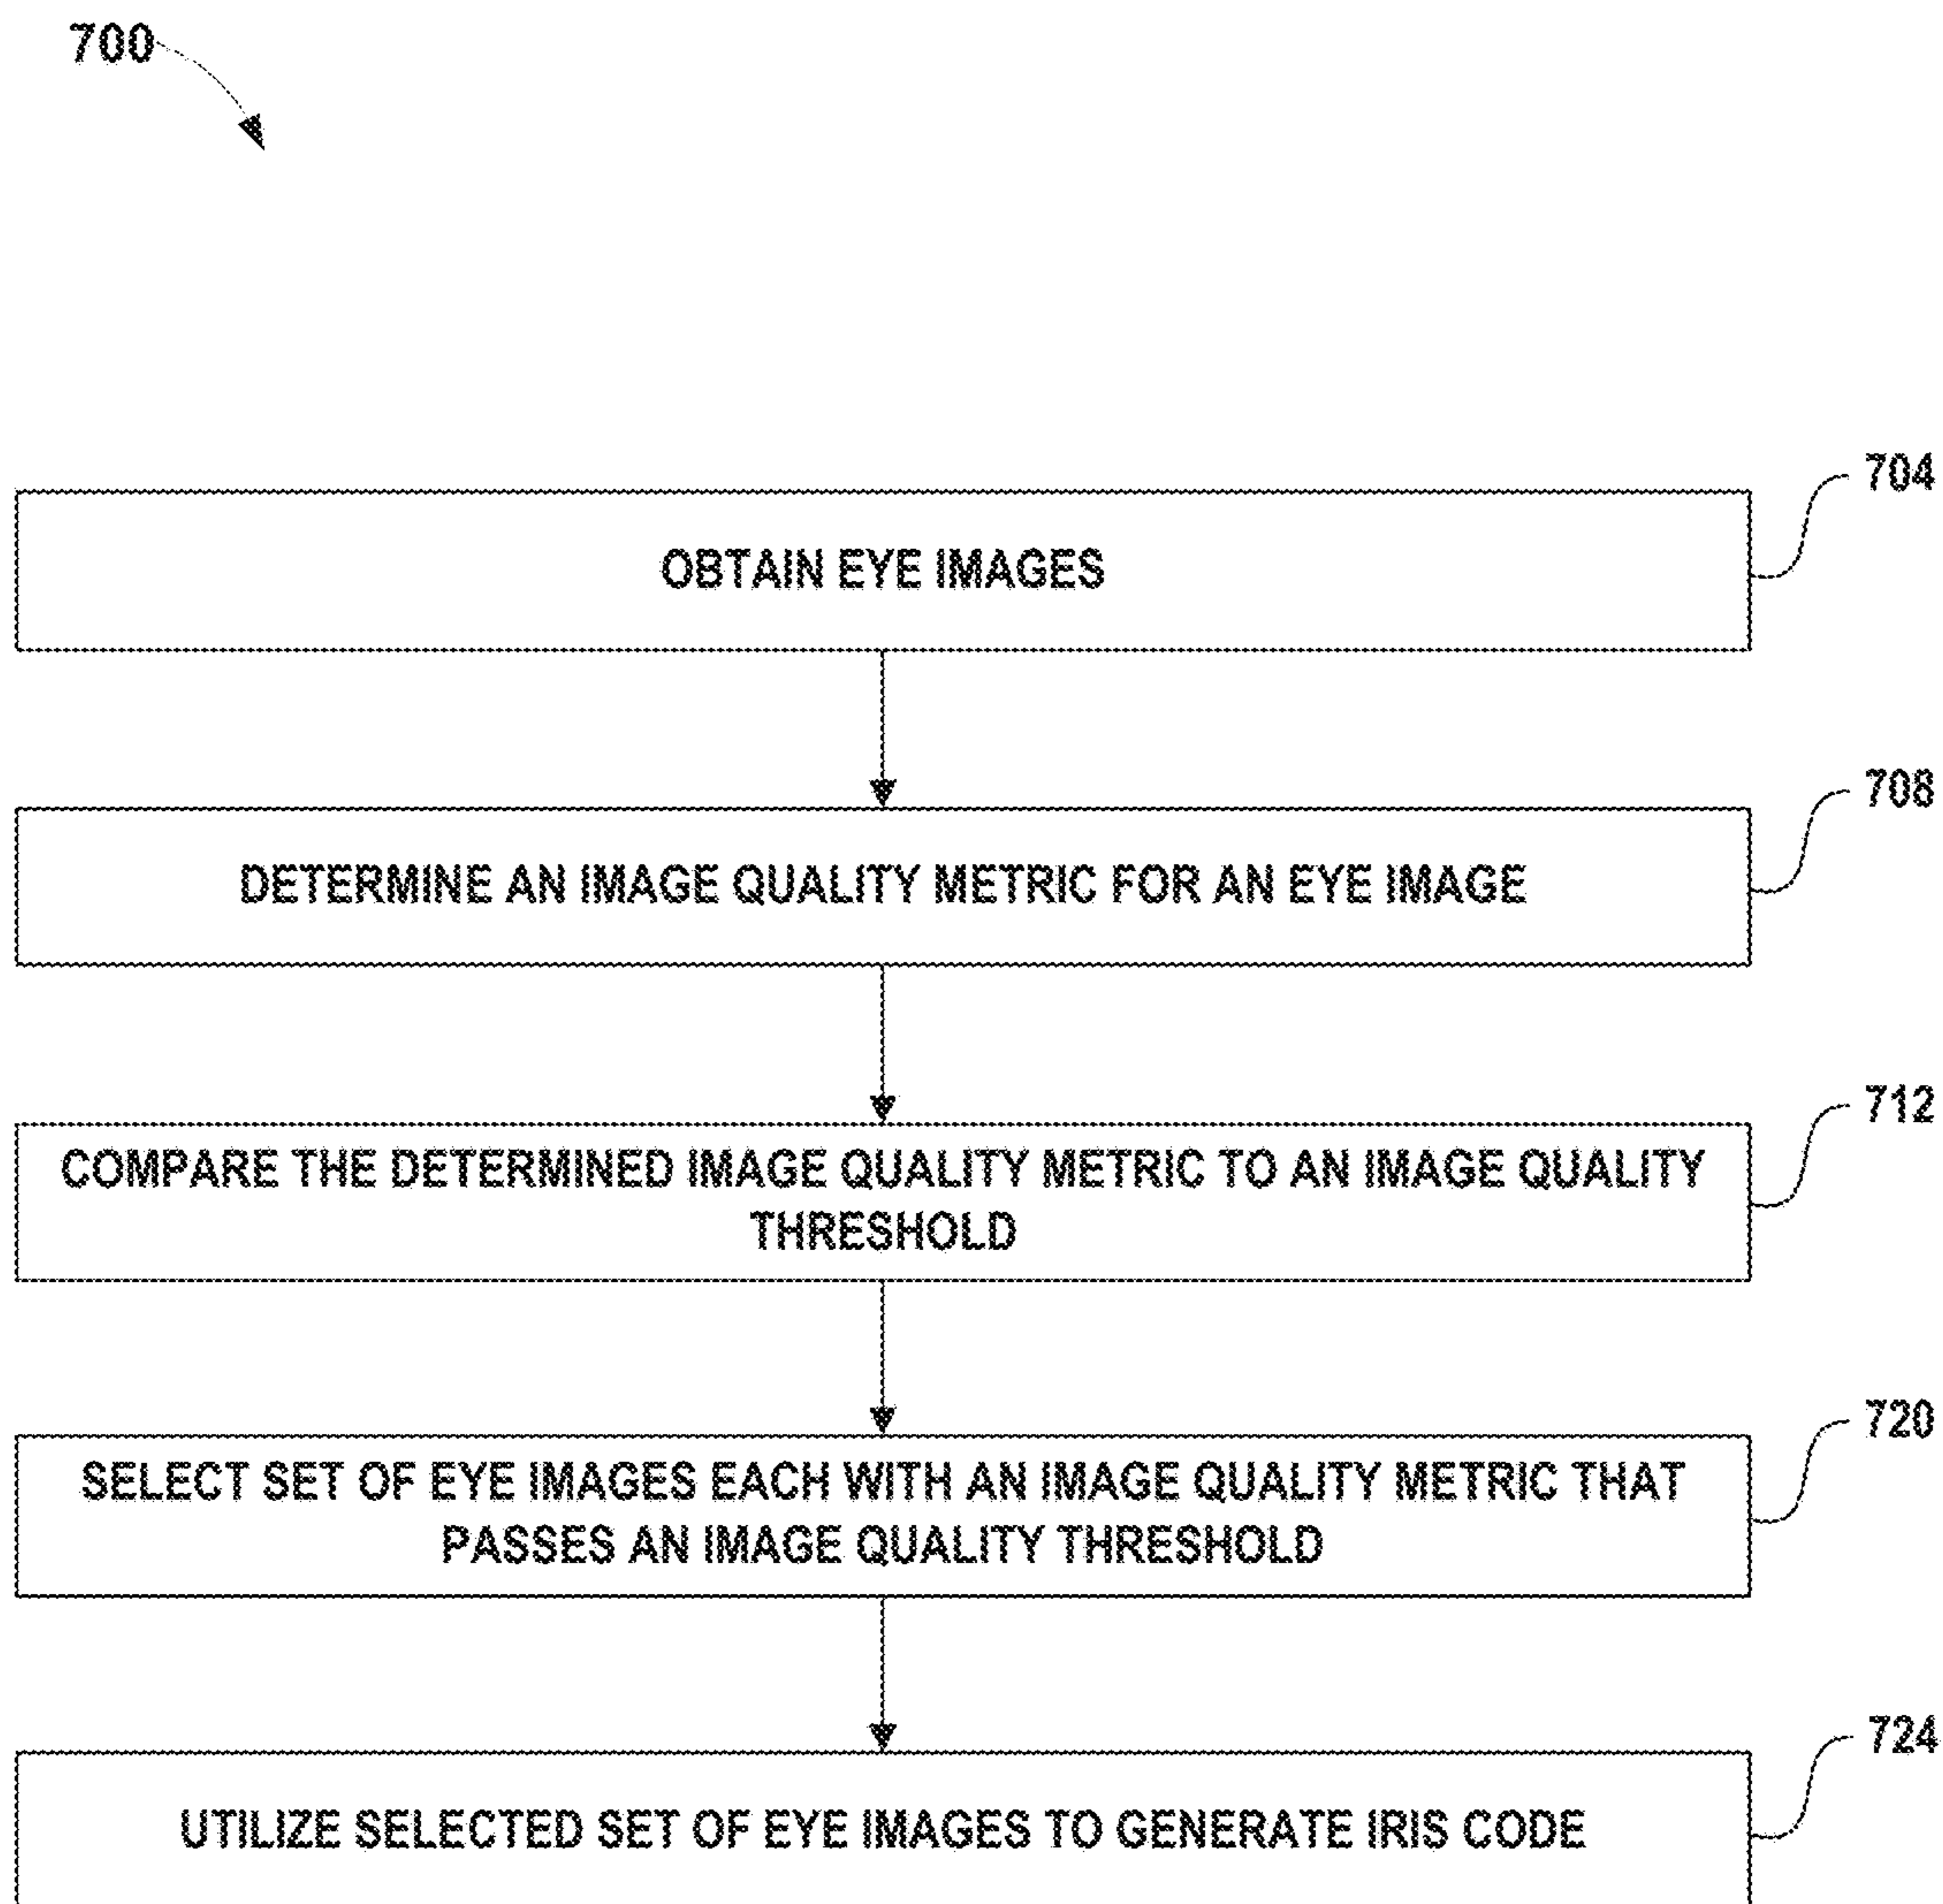 700
704
OBTAIN EYE IMAGES
708
DETERMINE AN IMAGE QUALITY METRIC FOR AN EYE IMAGE
712
COMPARE THE DETERMINED IMAGE QUALITY METRIC TO AN IMAGE QUALITY
THRESHOLD
720
SELECT SET OF EYE IMAGES EACH WITH AN IMAGE QUALITY METRIC THAT
PASSES AN IMAGE QUALITY THRESHOLD
724
UTILIZE SELECTED SET OF EYE IMAGES TO GENERATE IRIS CODE